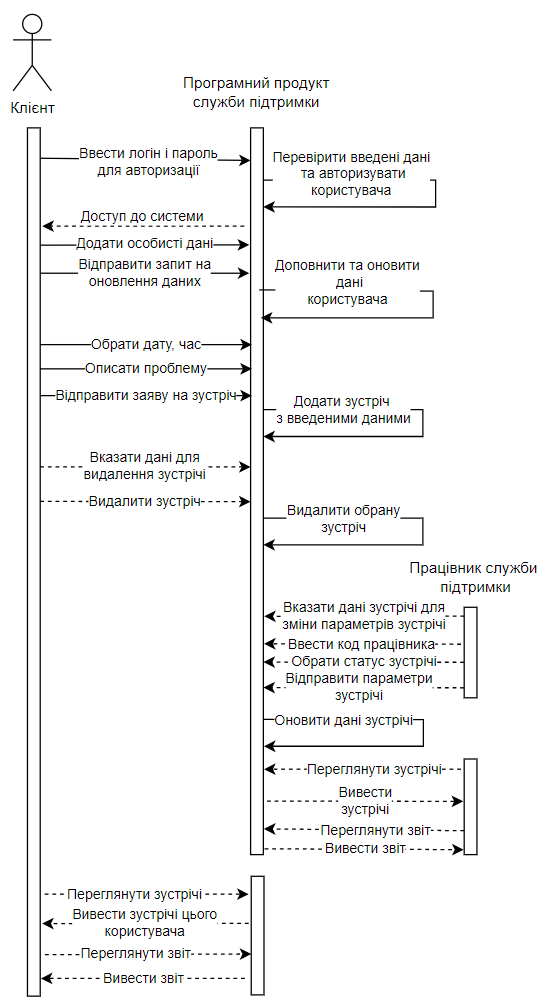 Клієнт
Програмний продукт
служби підтримки
Ввести логін і пароль
для авторизації
Перевірити введені дані
та авторизувати
користувача
Доступ до системи
Додати особисті дані
Відправити запит на
оновлення даних
Доповнити та оновити
дані
користувача
Обрати дату, час
Описати проблему
Відправити заяву на зустріч
Додати зустріч
з введеними даними
Вказати дані для
видалення зустрічі
Видалити зустріч
Видалити обрану
зустріч
Працівник служби
підтримки
Вказати дані зустрічі для
зміни параметрів зустрічі
Ввести код працівника
Обрати статус зустрічі
Відправити параметри
зустрічі
Оновити дані зустрічі
Переглянути зустрічі
Вивести
зустрічі
Переглянути звіт
Вивести звіт
Переглянути зустрічі
Вивести зустрічі цього
користувача
Переглянути звіт
Вивести звіт